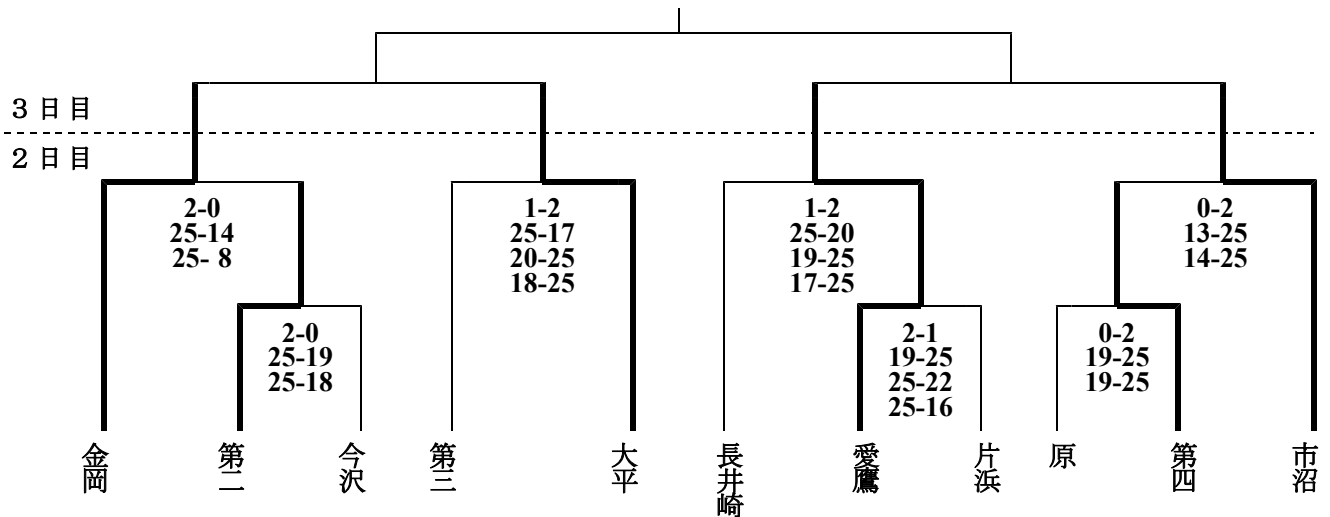 3日目
2日目
2-0
25-14
25- 8
1-2
25-17
20-25
18-25
1-2
25-20
19-25
17-25
0-2
13-25
14-25
2-0
25-19
25-18
2-1
19-25
25-22
25-16
0-2
19-25
19-25
金岡
第二
今沢
第三
大平
長井崎
愛鷹
片浜
原
第四
市沼